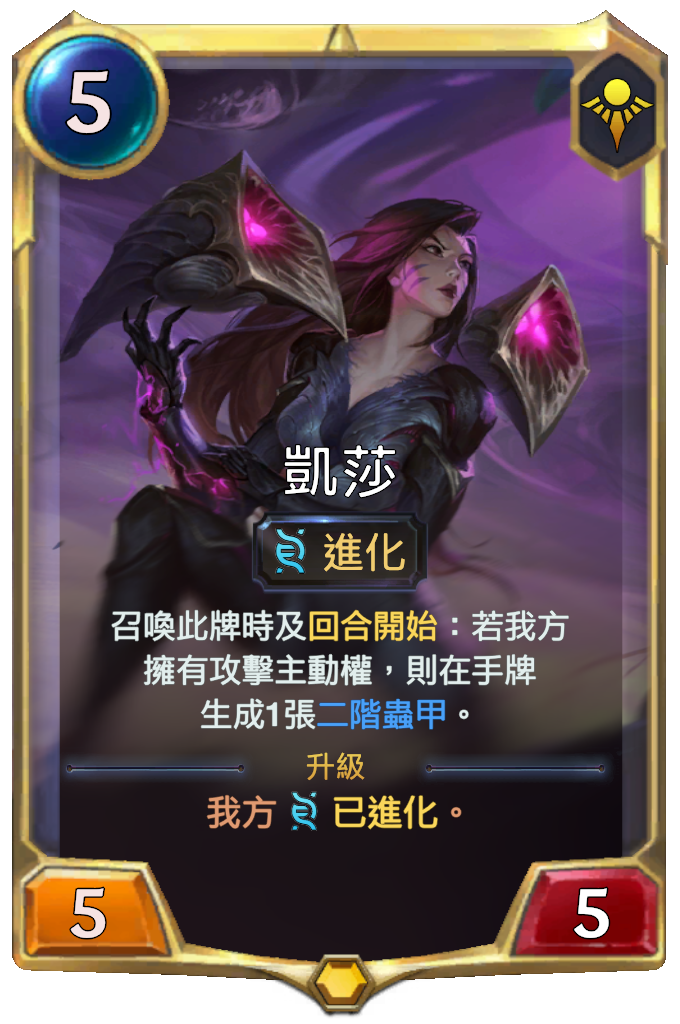 5
凱莎
進化
召喚此牌時及回合開始：若我方
擁有攻擊主動權，則在手牌
生成1張二階蟲甲。
升級
我方 已進化。
5
5